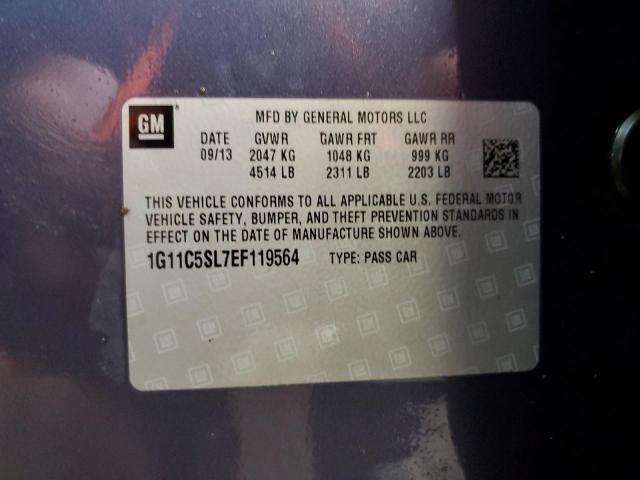 GM
MFD BY GENERAL MOTORS LLC
DATE GVWR GAWR FRT GAWR RR
09/13 2047 KG 1048 KG 999 KG
4514 LB 2311 LB 2203 LB
THIS VEHICLE CONFORMS TO ALL APPLICABLE U.S. FEDERAL MOTOR
VEHICLE SAFETY, BUMPER, AND THEFT PREVENTION STANDARDS IN
EFFECT ON THE DATE OF MANUFACTURE SHOWN ABOVE.
1G11C5SL7EF119564 TYPE: PASS CAR